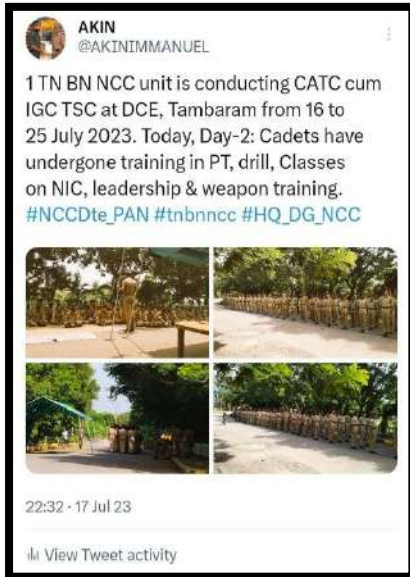 AKIN
@AKINIMMANUEL
1 TN BN NCC unit is conducting CATC cum
IGC TSC at DCE, Tambaram from 16 to
25 July 2023. Today, Day-2: Cadets have
undergone training in PT, drill, Classes
on NIC, leadership & weapon training.
#NCCDte_PAN #tnbnncc #HQ_DG_NCC
22:32 · 17 Jul 23
View Tweet activity